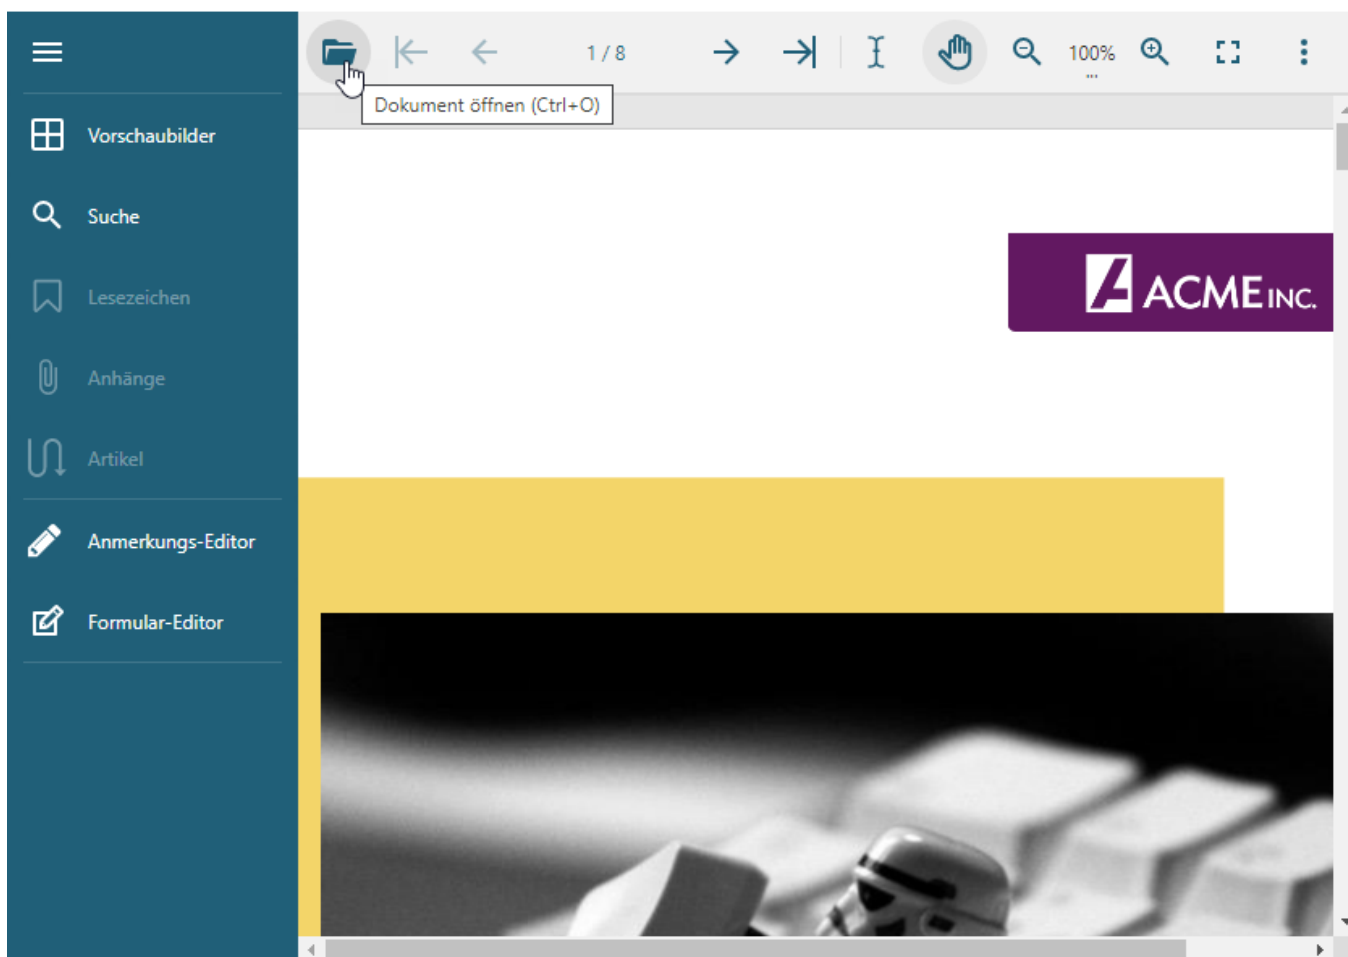 1 / 8
100%
...
Dokument öffnen (Ctrl+O)
Vorschaubilder
Suche
Lesezeichen
Anhänge
Artikel
Anmerkungs-Editor
Formular-Editor
ACME INC.